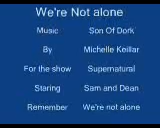 We're Not alone
Music Son Of Dork
By Michelle Keillar
For the show Supernatural
Staring Sam and Dean
Remember We're not alone